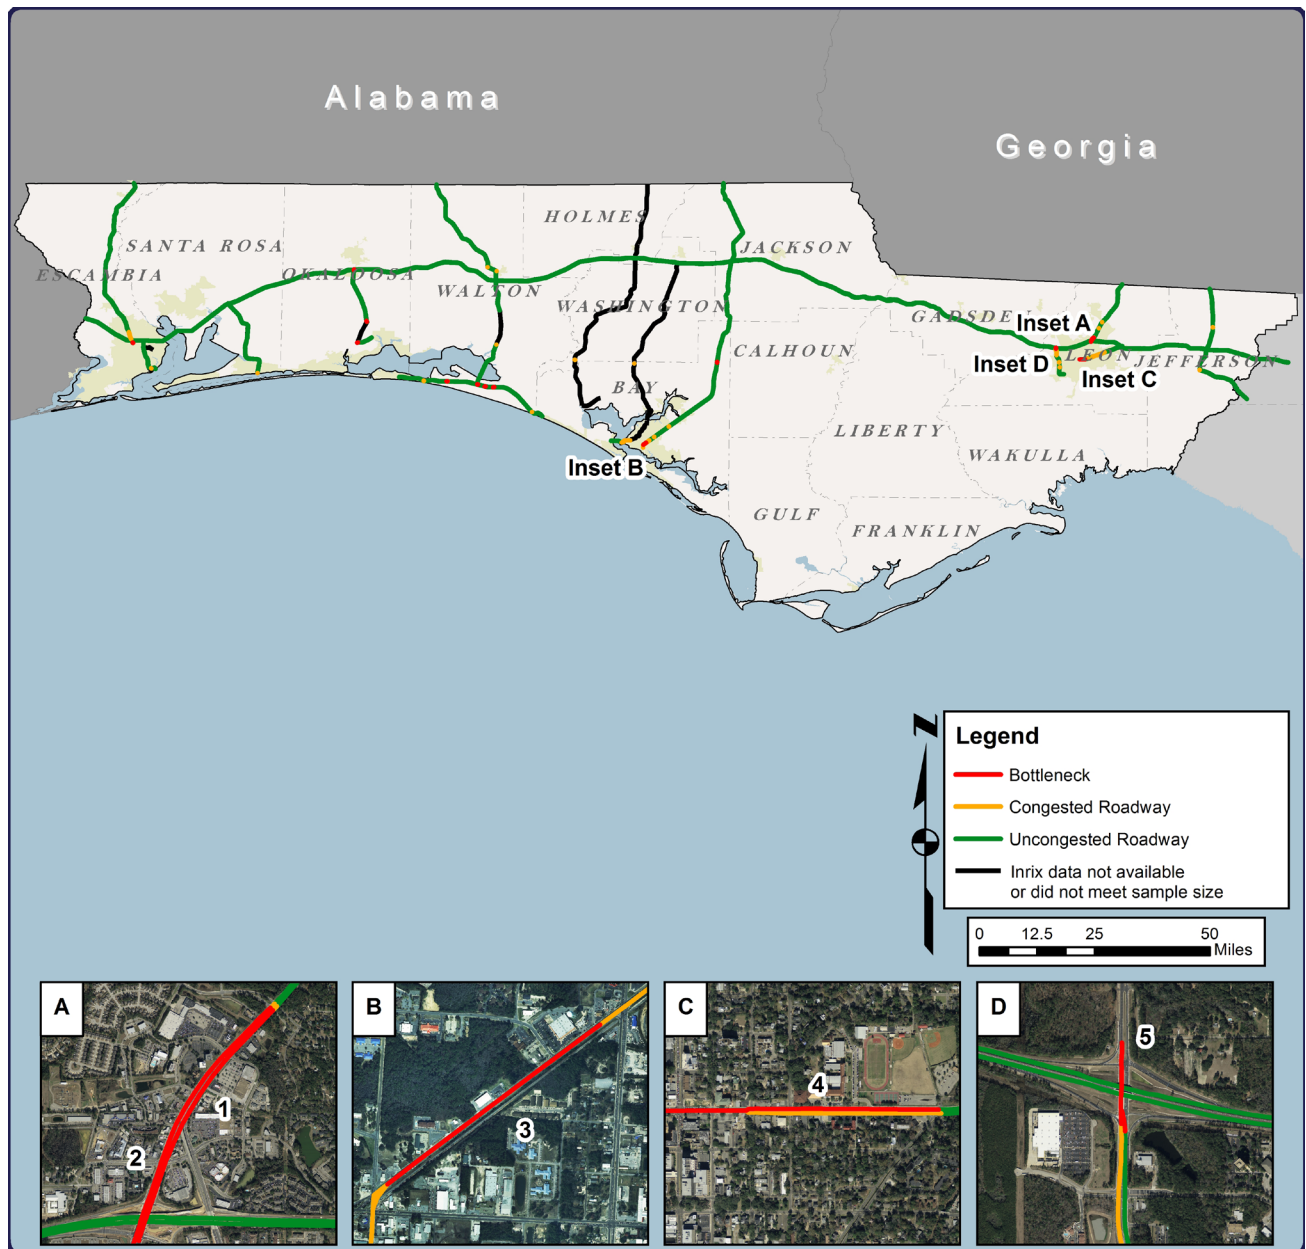 Alabama
Georgia
HOLMES
SANTA ROSA
JACKSON
ESCAMBIA
OKALOOSA
WALTON
WASHINGTON
GADSDEN
Inset A
CALHOUN
Inset D
LEON
JEFFERSON
Inset C
BAY
LIBERTY
WAKULLA
Inset B
GULF
FRANKLIN
N
Legend
Bottleneck
Congested Roadway
Uncongested Roadway
Inrix data not available
or did not meet sample size
0 12.5 25 50
Miles
A
1
2
B
3
C
4
D
5